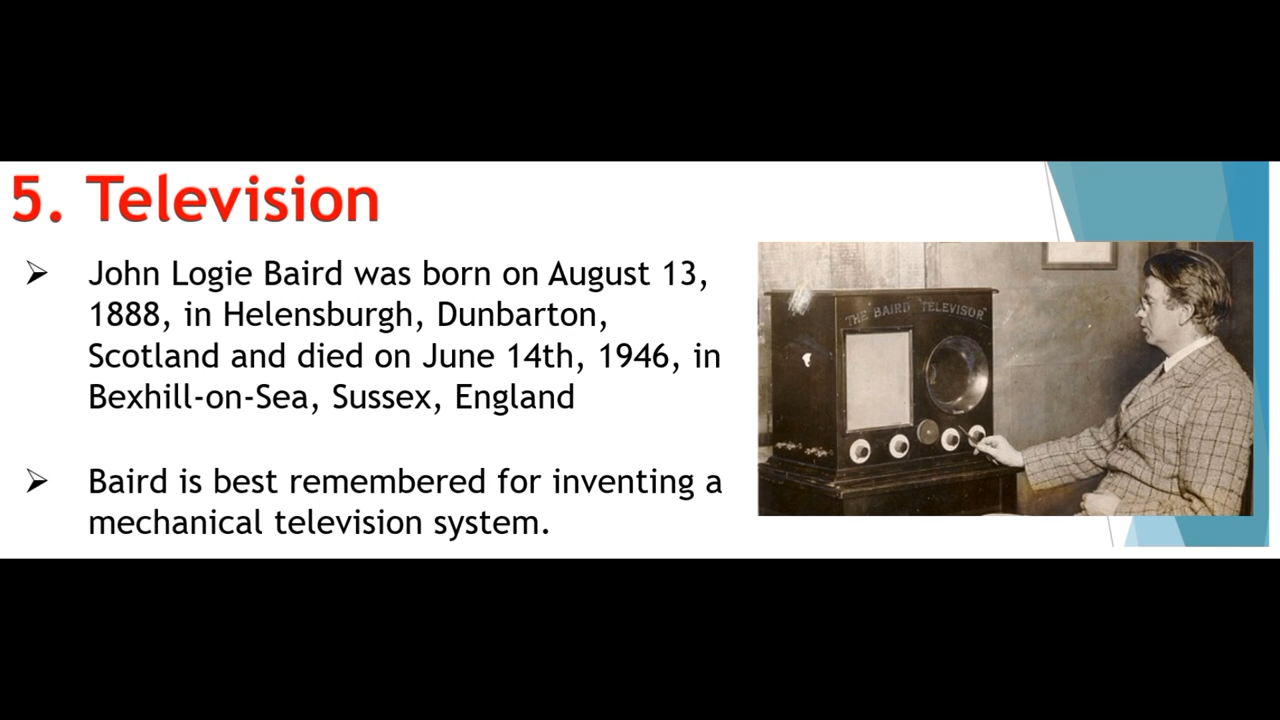 5. Television
➢ John Logie Baird was born on August 13,
1888, in Helensburgh, Dunbarton,
Scotland and died on June 14th, 1946, in
Bexhill-on-Sea, Sussex, England
➢ Baird is best remembered for inventing a
mechanical television system.
THE BAIRD TELEVISOR